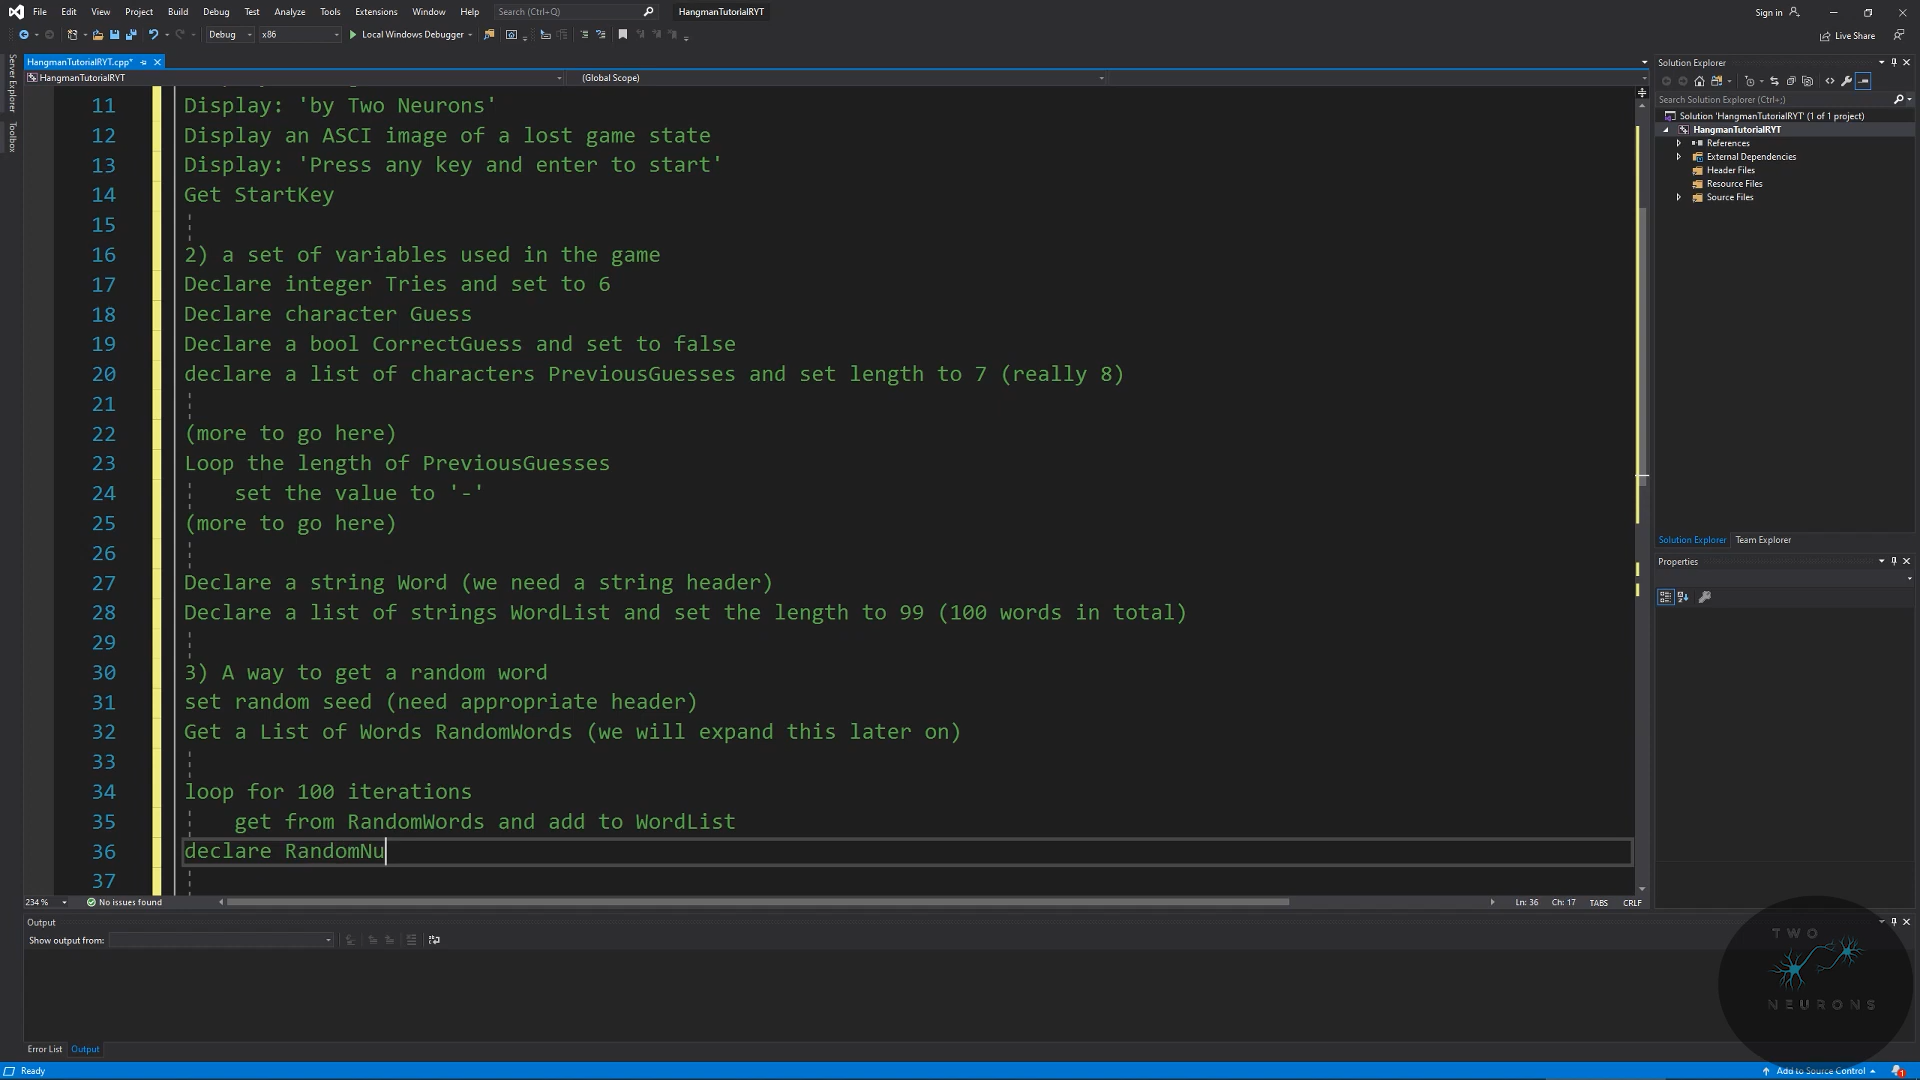 File Edit View Project Build Debug Test Analyze Tools Extensions Window Help Search (Ctrl+Q) HangmanTutorialRYT Sign in
Debug x86 Local Windows Debugger Live Share
HangmanTutorialRYT.cpp* Solution Explorer
HangmanTutorialRYT (Global Scope)
Server Explorer
Toolbox
11 Display: 'by Two Neurons'
12 Display an ASCI image of a lost game state
13 Display: 'Press any key and enter to start'
14 Get StartKey
15
16 2) a set of variables used in the game
17 Declare integer Tries and set to 6
18 Declare character Guess
19 Declare a bool CorrectGuess and set to false
20 declare a list of characters PreviousGuesses and set length to 7 (really 8)
21
22 (more to go here)
23 Loop the length of PreviousGuesses
24 set the value to '-'
25 (more to go here)
26
27 Declare a string Word (we need a string header)
28 Declare a list of strings WordList and set the length to 99 (100 words in total)
29
30 3) A way to get a random word
31 set random seed (need appropriate header)
32 Get a List of Words RandomWords (we will expand this later on)
33
34 loop for 100 iterations
35 get from RandomWords and add to WordList
36 declare RandomNu
37
234 % No issues found Ln: 36 Ch: 17 TABS CRLF
Search Solution Explorer (Ctrl+;)
Solution 'HangmanTutorialRYT' (1 of 1 project)
HangmanTutorialRYT
References
External Dependencies
Header Files
Resource Files
Source Files
Solution Explorer Team Explorer
Properties
Output
Show output from:
TWO
NEURONS
Error List Output
Ready Add to Source Control 1